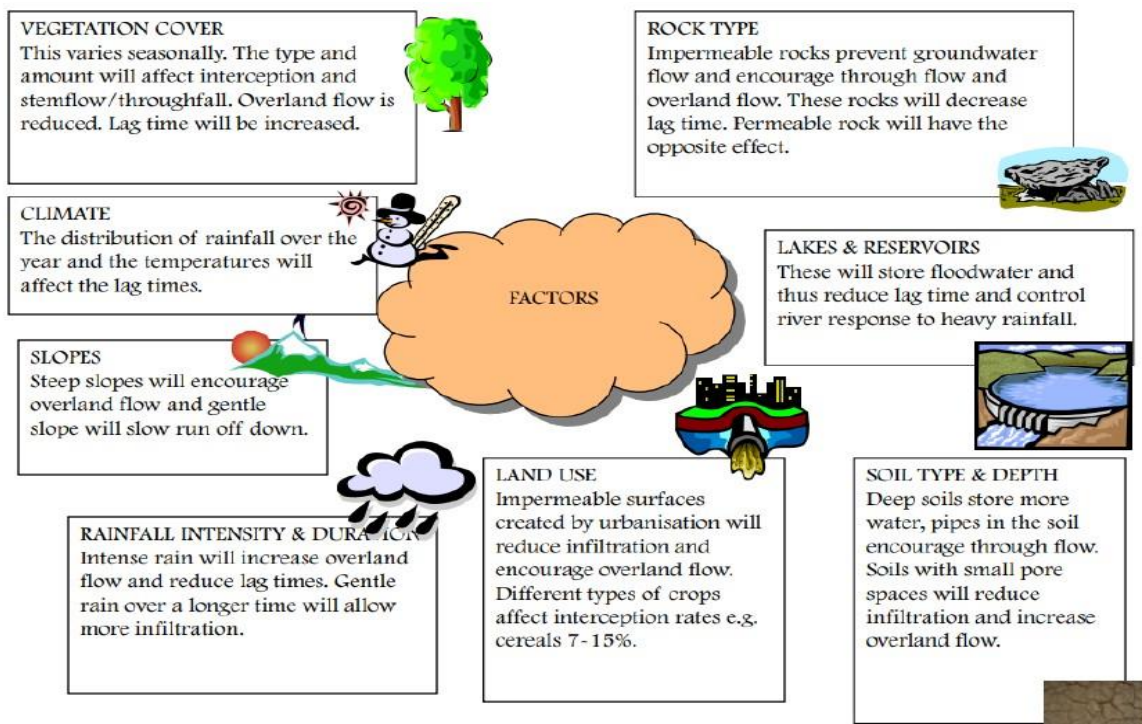 VEGETATION COVER
This varies seasonally. The type and
amount will affect interception and
stemflow/throughfall. Overland flow is
reduced. Lag time will be increased.
ROCK TYPE
Impermeable rocks prevent groundwater
flow and encourage through flow and
overland flow. These rocks will decrease
lag time. Permeable rock will have the
opposite effect.
CLIMATE
The distribution of rainfall over the
year and the temperatures will
affect the lag times.
FACTORS
LAKES & RESERVOIRS
These will store floodwater and
thus reduce lag time and control
river response to heavy rainfall.
SLOPES
Steep slopes will encourage
overland flow and gentle
slope will slow run off down.
RAINFALL INTENSITY & DURATION
Intense rain will increase overland
flow and reduce lag times. Gentle
rain over a longer time will allow
more infiltration.
LAND USE
Impermeable surfaces
created by urbanisation will
reduce infiltration and
encourage overland flow.
Different types of crops
affect interception rates e.g.
cereals 7-15%.
SOIL TYPE & DEPTH
Deep soils store more
water, pipes in the soil
encourage through flow.
Soils with small pore
spaces will reduce
infiltration and increase
overland flow.